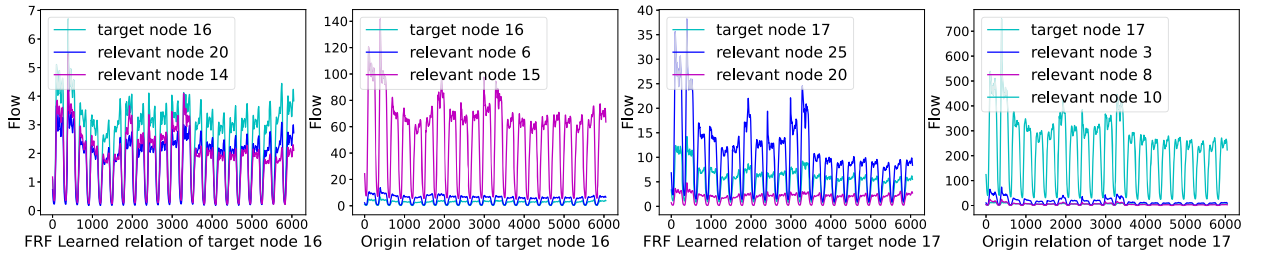 7
6
5
4
3
2
1
0
Flow
target node 16
relevant node 20
relevant node 14
0 1000 2000 3000 4000 5000 6000
FRF Learned relation of target node 16
140
120
100
80
60
40
20
0
Flow
target node 16
relevant node 6
relevant node 15
0 1000 2000 3000 4000 5000 6000
Origin relation of target node 16
40
35
30
25
20
15
10
5
0
Flow
target node 17
relevant node 25
relevant node 20
0 1000 2000 3000 4000 5000 6000
FRF Learned relation of target node 17
700
600
500
400
300
200
100
0
Flow
target node 17
relevant node 3
relevant node 8
relevant node 10
0 1000 2000 3000 4000 5000 6000
Origin relation of target node 17